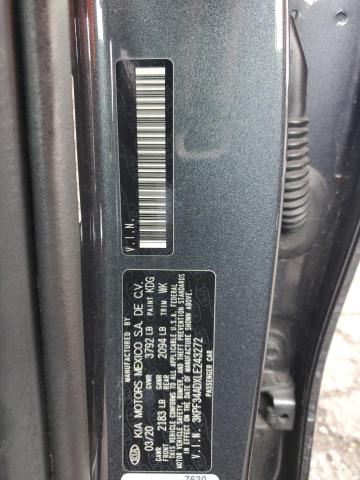 V.I.N.
MANUFACTURED BY
KIA MOTORS MEXICO S.A. DE C.V.
03/20 GVWR 3792 LB PAINT KDG
GAWR FRONT 2183 LB GAWR REAR 2094 LB TRIM WK
THIS VEHICLE CONFORMS TO ALL APPLICABLE U.S.A. FEDERAL
MOTOR VEHICLE SAFETY, BUMPER, AND THEFT PREVENTION STANDARDS
IN EFFECT ON THE DATE OF MANUFACTURE SHOWN ABOVE.
V.I.N. 3KPF34ADXLE243272
PASSENGER CAR
KIA
7620